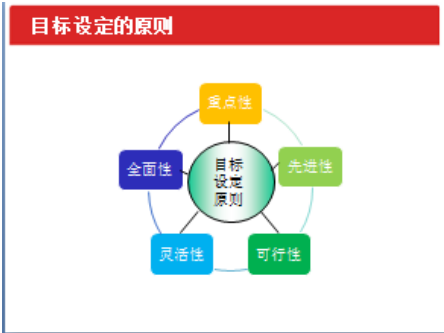 目标设定的原则
重点性
全面性
目标
设定
原则
先进性
灵活性
可行性